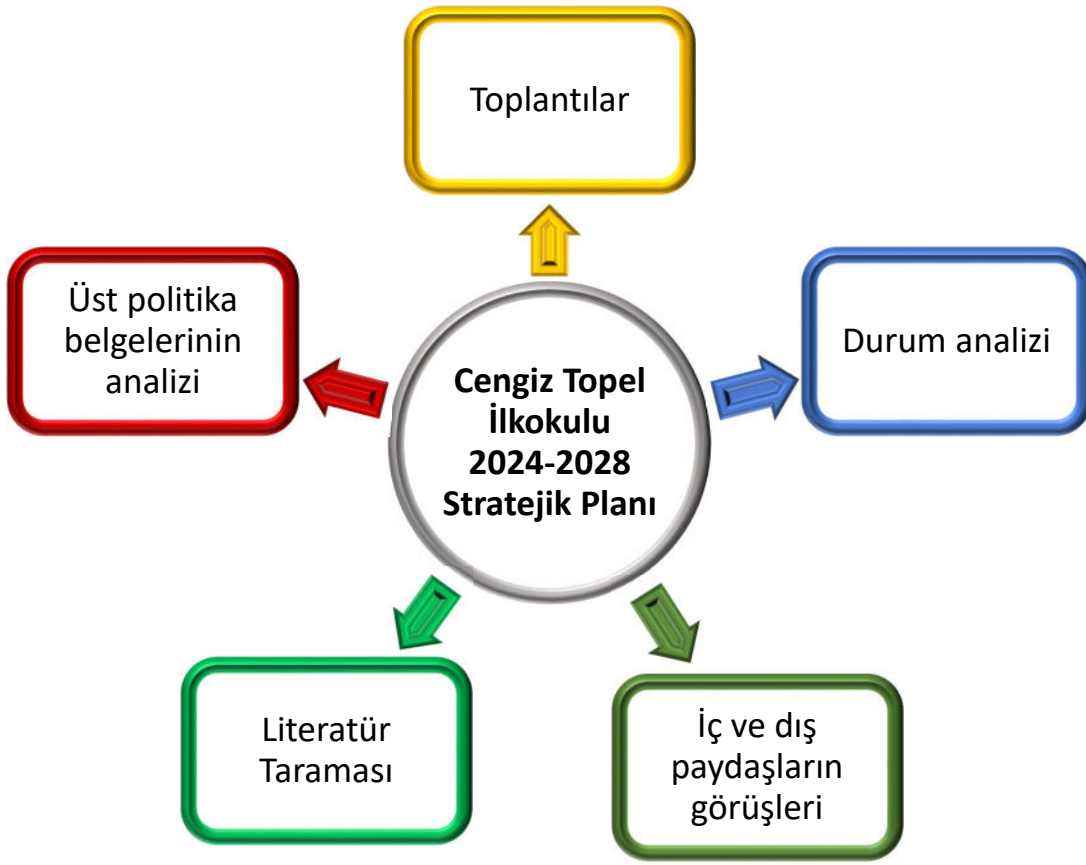 Toplantılar
Üst politika
belgelerinin
analizi
Durum analizi
Cengiz Topel
İlkokulu
2024-2028
Stratejik Planı
Literatür
Taraması
İç ve dış
paydaşların
görüşleri